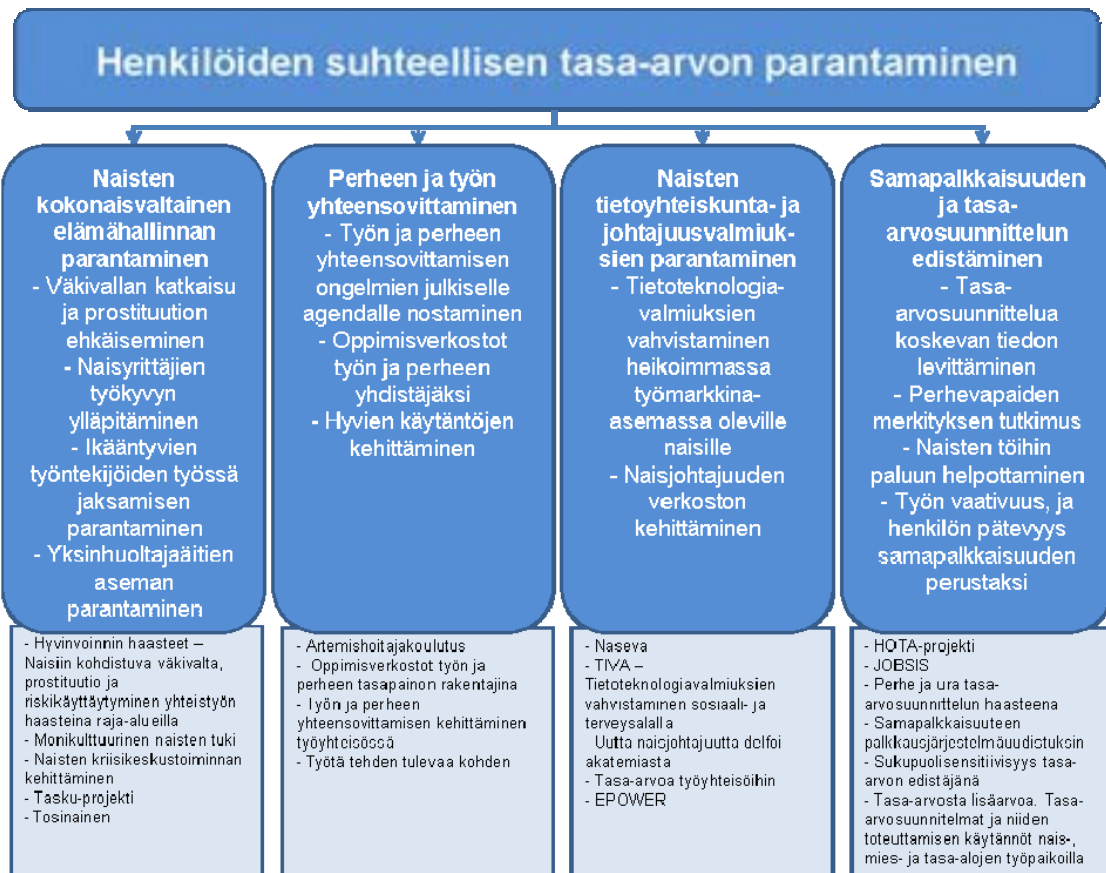 Henkilöiden suhteellisen tasa-arvon parantaminen
Naisten
kokonaisvaltainen
elämähallinnan
parantaminen
- Väkivallan katkaisu
ja prostituution
ehkäiseminen
- Naisyrittäjien
työkyvyn
ylläpitäminen
- Ikääntyvien
työntekijöiden työssä
jaksamisen
parantaminen
- Yksinhuoltajaäitien
aseman
parantaminen
- Hyvinvoinnin haasteet –
Naisiin kohdistuva väkivalta,
prostituutio ja
riskikäyttäytyminen yhteistyön
haasteina raja-alueilla
- Monikulttuurinen naisten tuki
- Naisten kriisikeskustoiminnan
kehittäminen
- Tasku-projekti
- Tosinainen
Perheen ja työn
yhteensovittaminen
- Työn ja perheen
yhteensovittamisen
ongelmien julkiselle
agendalle nostaminen
- Oppimisverkostot
työn ja perheen
yhdistäjäksi
- Hyvien käytäntöjen
kehittäminen
- Artemishoitajakoulutus
- Oppimisverkostot työn ja
perheen tasapainon rakentajina
- Työn ja perheen
yhteensovittamisen kehittäminen
työyhteisössä
- Työtä tehden tulevaa kohden
Naisten
tietoyhteiskunta- ja
johtajuusvalmiuk-
sien parantaminen
- Tietoteknologia-
valmiuksien
vahvistaminen
heikoimmassa
työmarkkina-
asemassa oleville
naisille
- Naisjohtajuuden
verkoston
kehittäminen
- Naseva
- TIVA –
Tietoteknologiavalmiuksien
vahvistaminen sosiaali- ja
terveysalalla
Uutta naisjohtajuutta delfoi
akatemiasta
- Tasa-arvoa työyhteisöihin
- EPOWER
Samapalkkaisuuden
ja tasa-
arvosuunnittelun
edistäminen
- Tasa-
arvosuunnittelua
koskevan tiedon
levittäminen
- Perhevapaiden
merkityksen tutkimus
- Naisten töihin
paluun helpottaminen
- Työn vaativuus, ja
henkilön pätevyys
samapalkkaisuuden
perustaksi
- HOTA-projekti
- JOBSIS
- Perhe ja ura tasa-
arvosuunnittelun haasteena
- Samapalkkaisuuteen
palkkausjärjestelmäuudistuksin
- Sukupuolisensitiivisyys tasa-
arvon edistäjänä
- Tasa-arvosta lisäarvoa. Tasa-
arvosuunnitelmat ja niiden
toteuttamisen käytännöt nais-,
mies- ja tasa-alojen työpaikoilla